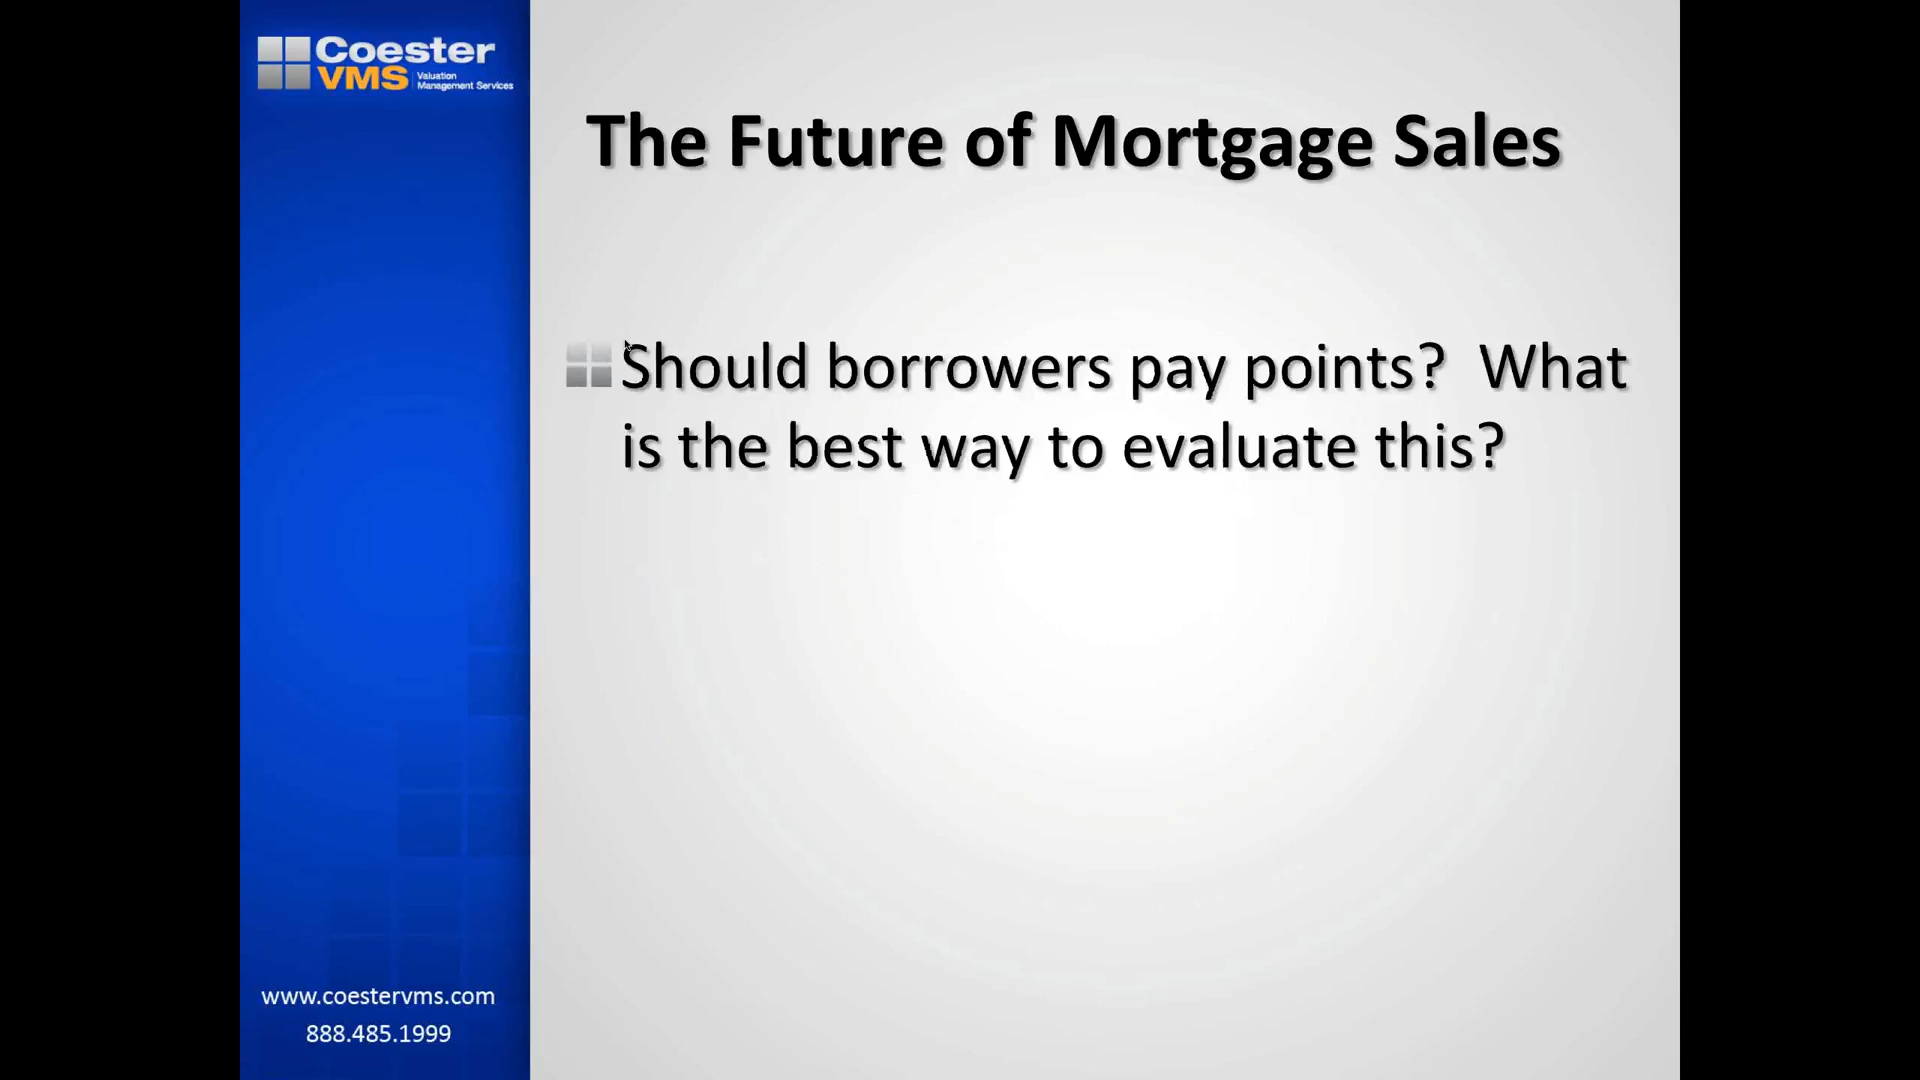 Coester
VMS Valuation
Management Services
The Future of Mortgage Sales
Should borrowers pay points?  What
is the best way to evaluate this?
www.coestervms.com
888.485.1999